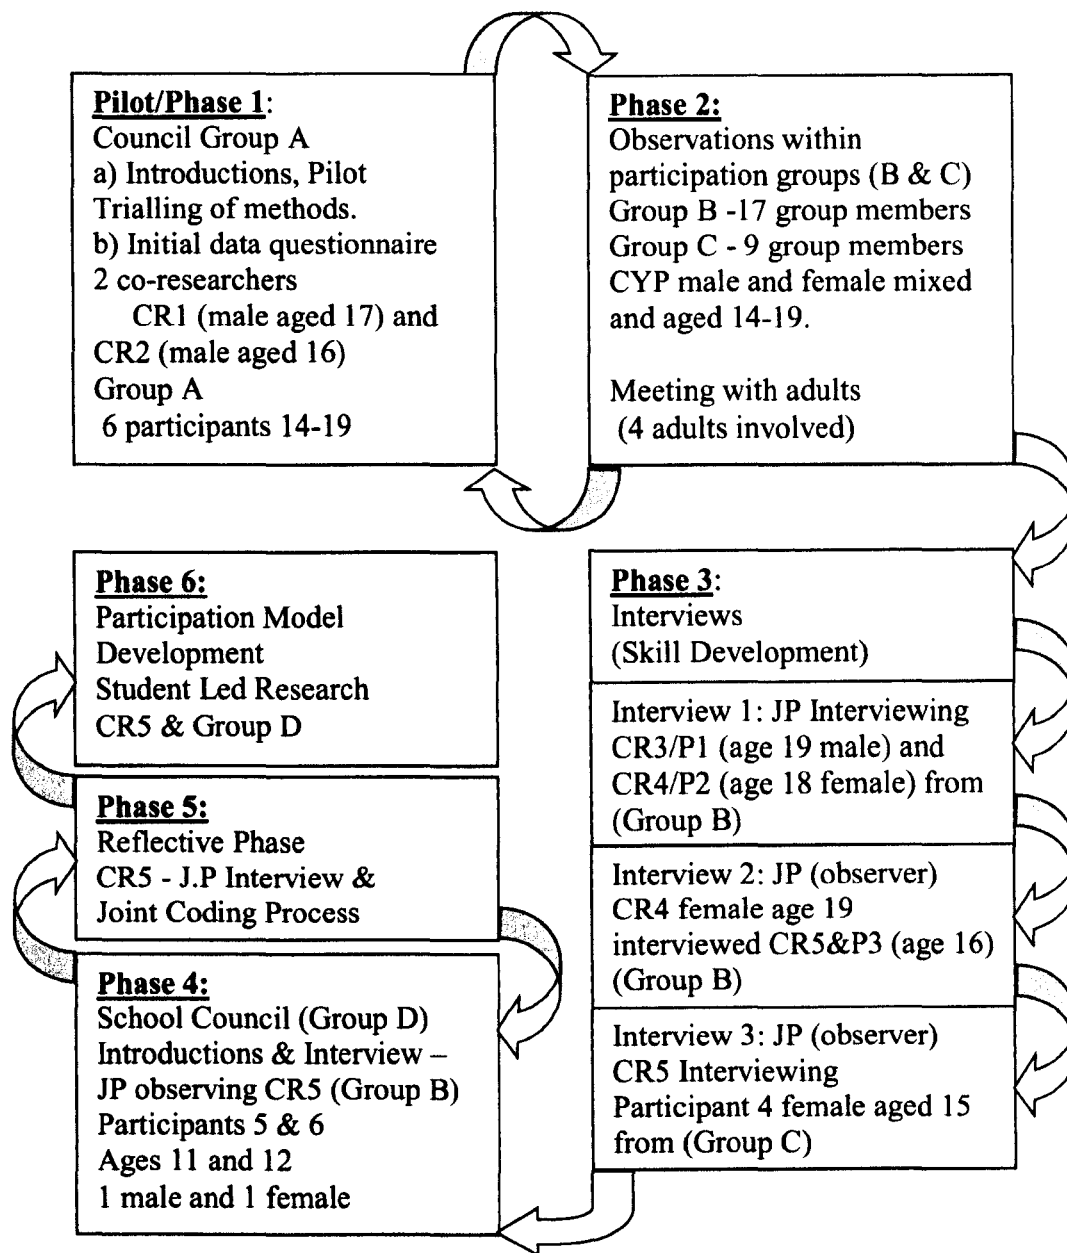 Pilot/Phase 1:
Council Group A
a) Introductions, Pilot
Trialling of methods.
b) Initial data questionnaire
2 co-researchers
CR1 (male aged 17) and
CR2 (male aged 16)
Group A
6 participants 14-19
Phase 2:
Observations within
participation groups (B & C)
Group B -17 group members
Group C - 9 group members
CYP male and female mixed
and aged 14-19.
Meeting with adults
(4 adults involved)
Phase 3:
Interviews
(Skill Development)
Interview 1: JP Interviewing
CR3/P1 (age 19 male) and
CR4/P2 (age 18 female) from
(Group B)
Interview 2: JP (observer)
CR4 female age 19
interviewed CR5&P3 (age 16)
(Group B)
Interview 3: JP (observer)
CR5 Interviewing
Participant 4 female aged 15
from (Group C)
Phase 4:
School Council (Group D)
Introductions & Interview –
JP observing CR5 (Group B)
Participants 5 & 6
Ages 11 and 12
1 male and 1 female
Phase 5:
Reflective Phase
CR5 - J.P Interview &
Joint Coding Process
Phase 6:
Participation Model
Development
Student Led Research
CR5 & Group D